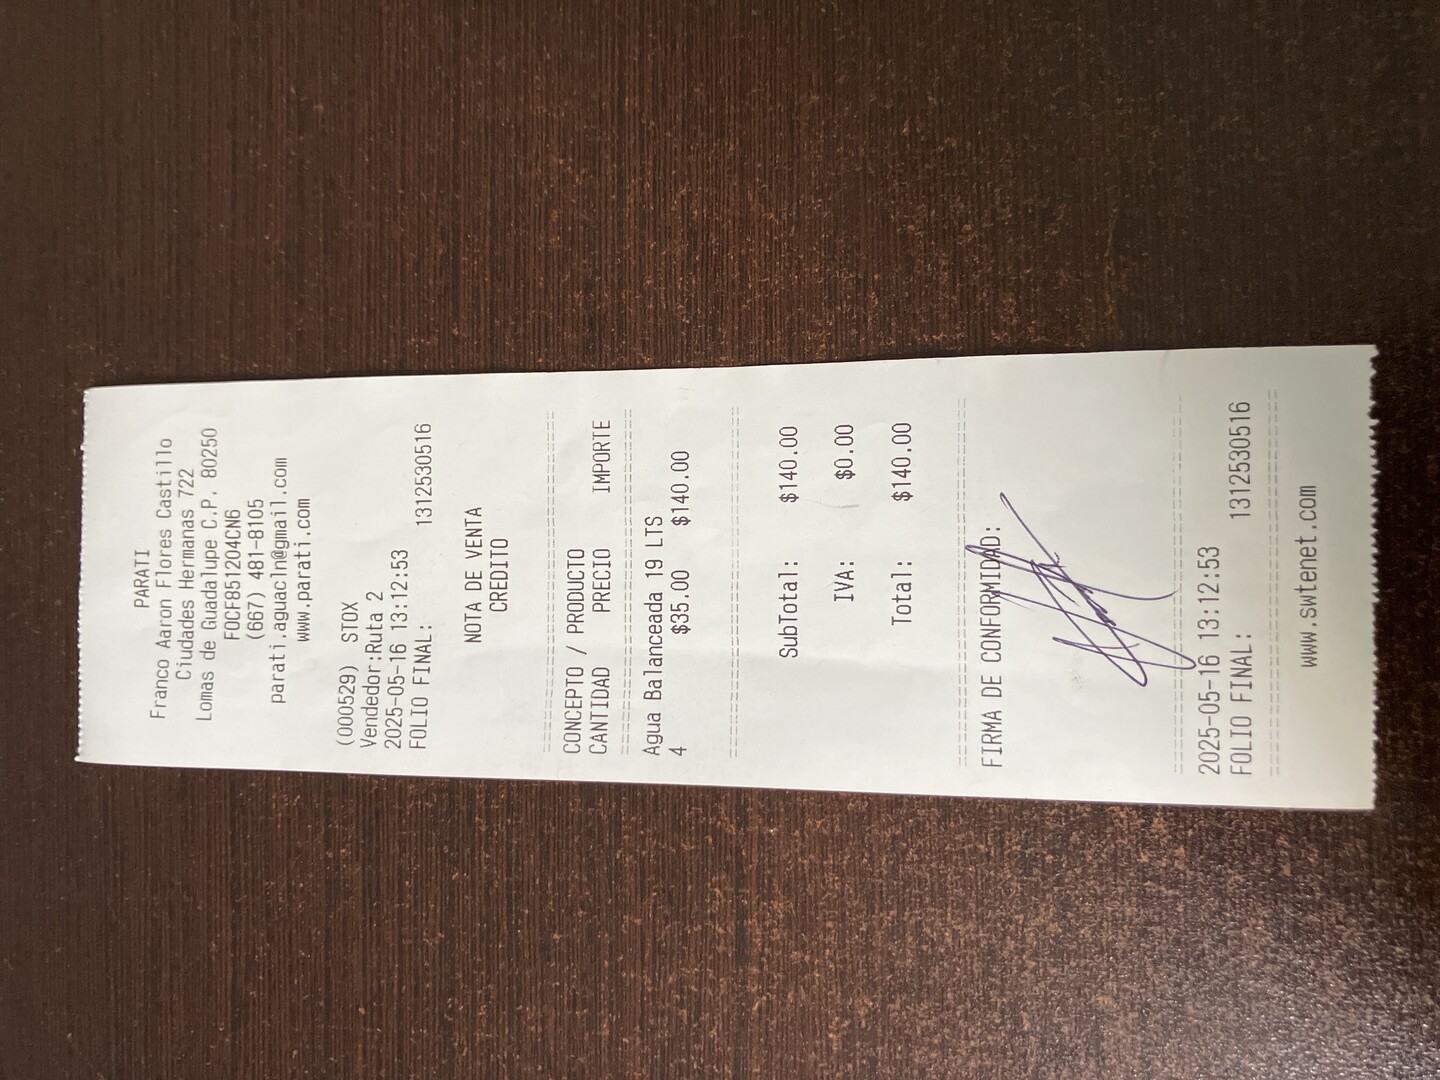 PARATI
Franco Aaron Flores Castillo
Ciudades Hermanas 722
Lomas de Guadalupe C.P. 80250
FOCF851204CN6
(667) 481-8105
parati.aguacln@gmail.com
www.parati.com
(000529) STOX
Vendedor:Ruta 2
2025-05-16 13:12:53
FOLIO FINAL: 1312530516
NOTA DE VENTA
CREDITO
CONCEPTO / PRODUCTO
CANTIDAD PRECIO IMPORTE
Agua Balanceada 19 LTS
4 $35.00 $140.00
SubTotal: $140.00
IVA: $0.00
Total: $140.00
FIRMA DE CONFORMIDAD:
2025-05-16 13:12:53
FOLIO FINAL: 1312530516
www.swtenet.com